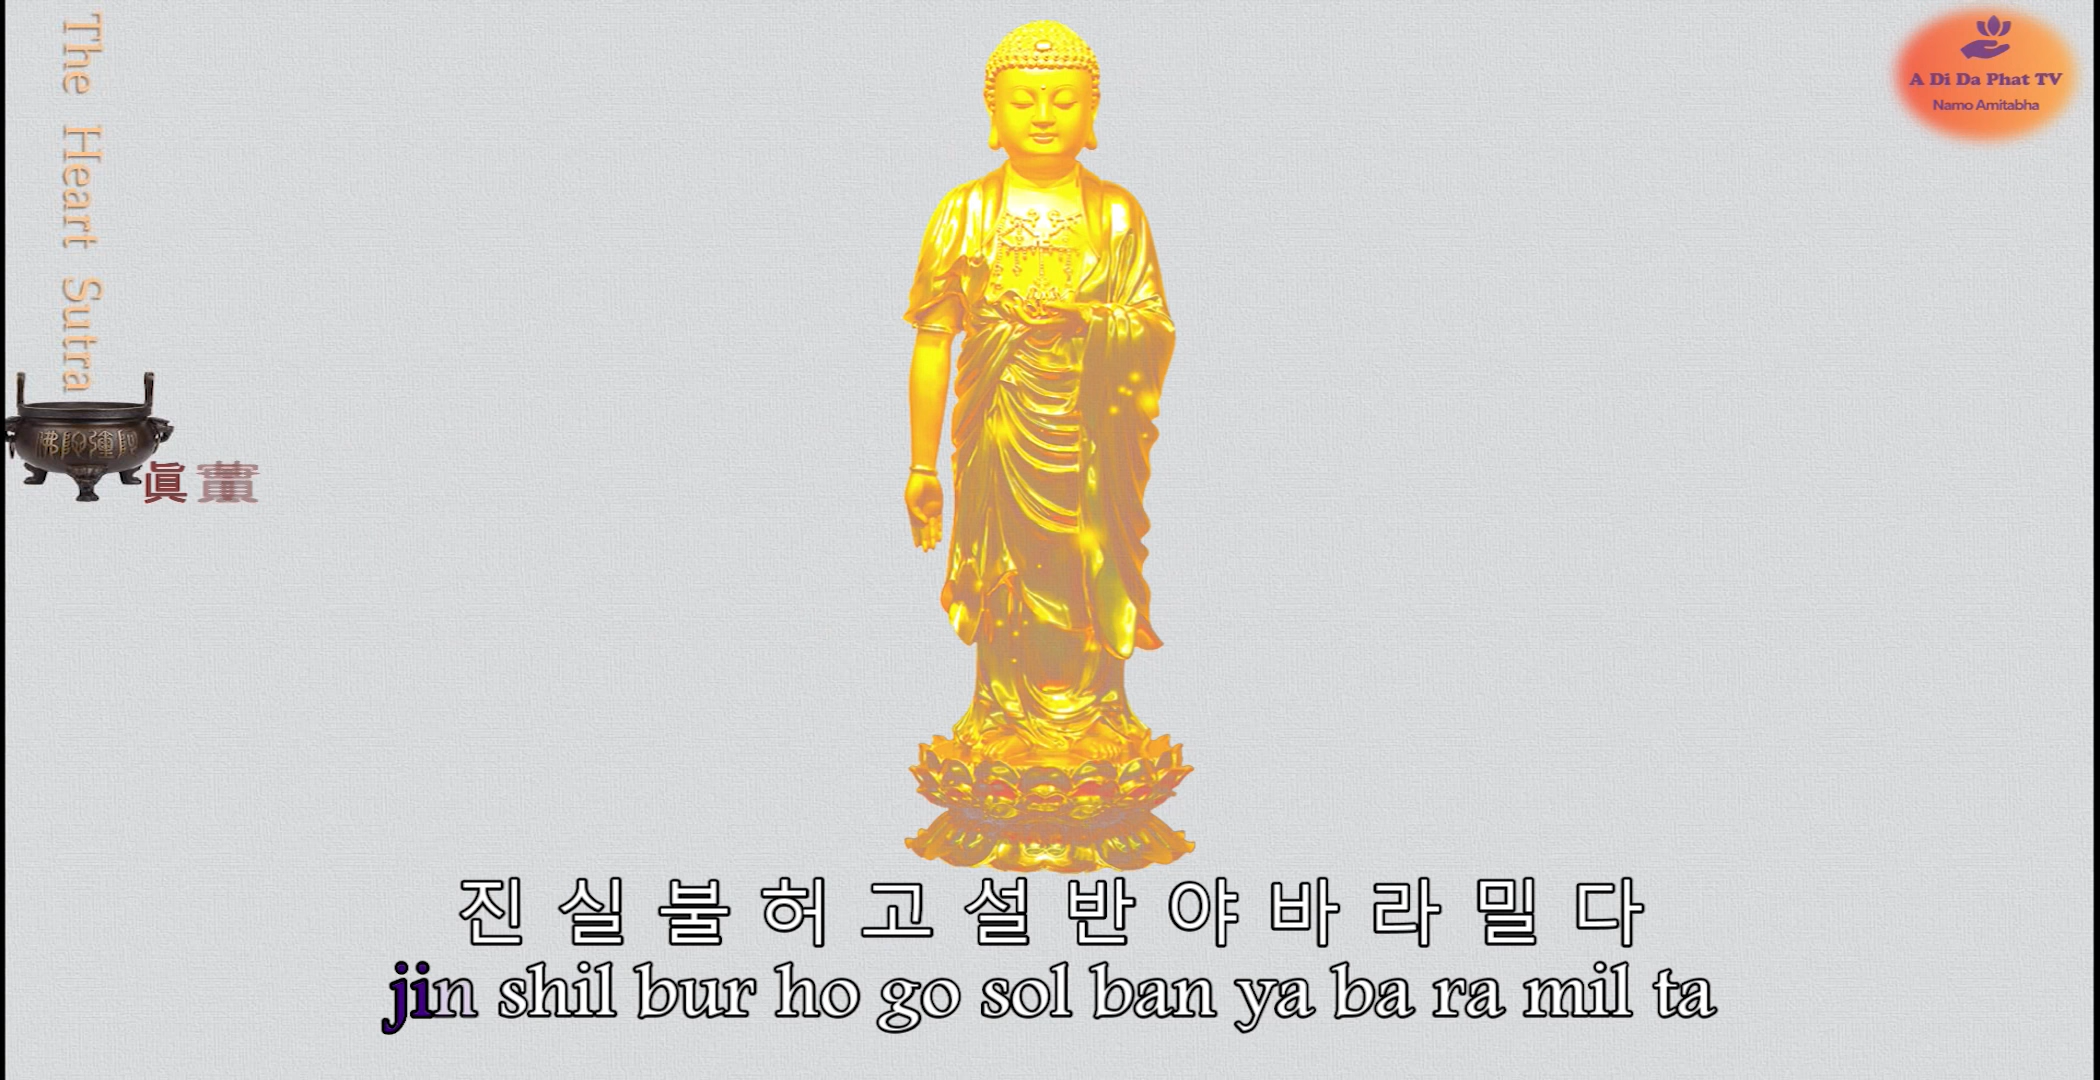 The Heart Sutra
A Di Da Phat TV
Namo Amitabha
眞 薫
진 실 불 허 고 설 반 야 바 라 밀 다
jin shil bur ho go sol ban ya ba ra mil ta